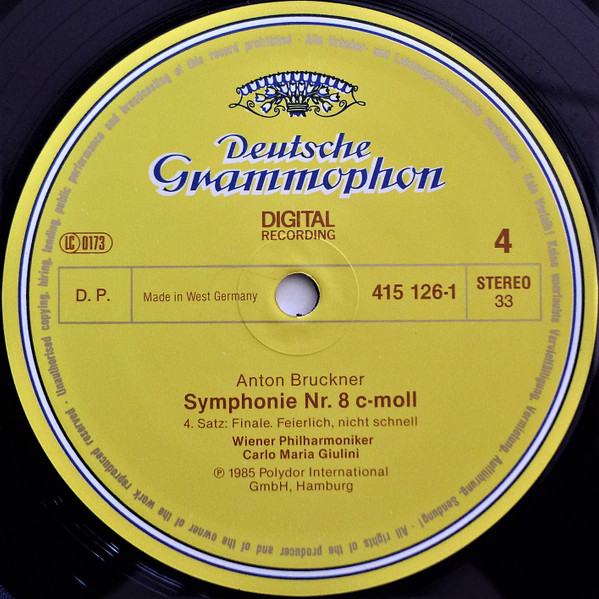 Deutsche
Grammophon
DIGITAL
RECORDING
LC 0173
4
D. P.
Made in West Germany
415 126-1
STEREO
33
Anton Bruckner
Symphonie Nr. 8 c-moll
4. Satz: Finale. Feierlich, nicht schnell
Wiener Philharmoniker
Carlo Maria Giulini
℗ 1985 Polydor International
GmbH, Hamburg
Alle Urheber- und Leistungsschutzrechte vorbehalten · Kein Verleih! Keine unerlaubte Vervielfältigung, Vermietung, Aufführung, Sendung! · All rights of the producer and of the owner of the work reproduced reserved · Unauthorised copying, hiring, lending, public performance and broadcasting of this record prohibited ·